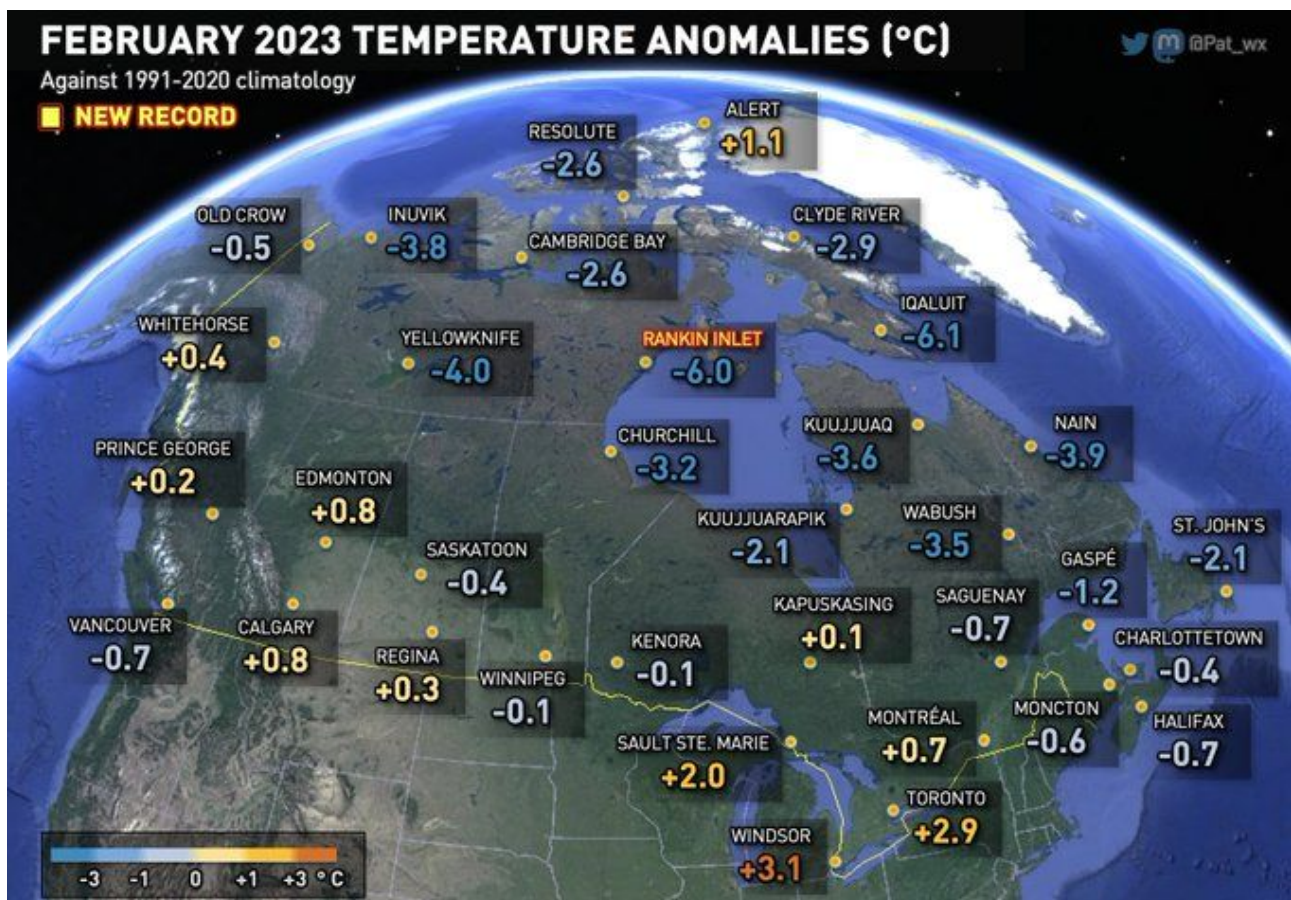 FEBRUARY 2023 TEMPERATURE ANOMALIES (°C)
@Pat_wx
Against 1991-2020 climatology
NEW RECORD
ALERT
+1.1
RESOLUTE
-2.6
OLD CROW
-0.5
INUVIK
-3.8
CAMBRIDGE BAY
-2.6
CLYDE RIVER
-2.9
IQALUIT
-6.1
WHITEHORSE
+0.4
YELLOWKNIFE
-4.0
RANKIN INLET
-6.0
PRINCE GEORGE
+0.2
EDMONTON
+0.8
CHURCHILL
-3.2
KUUJJUAQ
-3.6
NAIN
-3.9
SASKATOON
-0.4
KUUJJUARAPIK
-2.1
WABUSH
-3.5
ST. JOHN'S
-2.1
GASPÉ
-1.2
VANCOUVER
-0.7
CALGARY
+0.8
REGINA
+0.3
WINNIPEG
-0.1
KENORA
-0.1
KAPUSKASING
+0.1
SAGUENAY
-0.7
CHARLOTTETOWN
-0.4
SAULT STE. MARIE
+2.0
MONTRÉAL
+0.7
MONCTON
-0.6
HALIFAX
-0.7
TORONTO
+2.9
WINDSOR
+3.1
-3 -1 0 +1 +3 °C